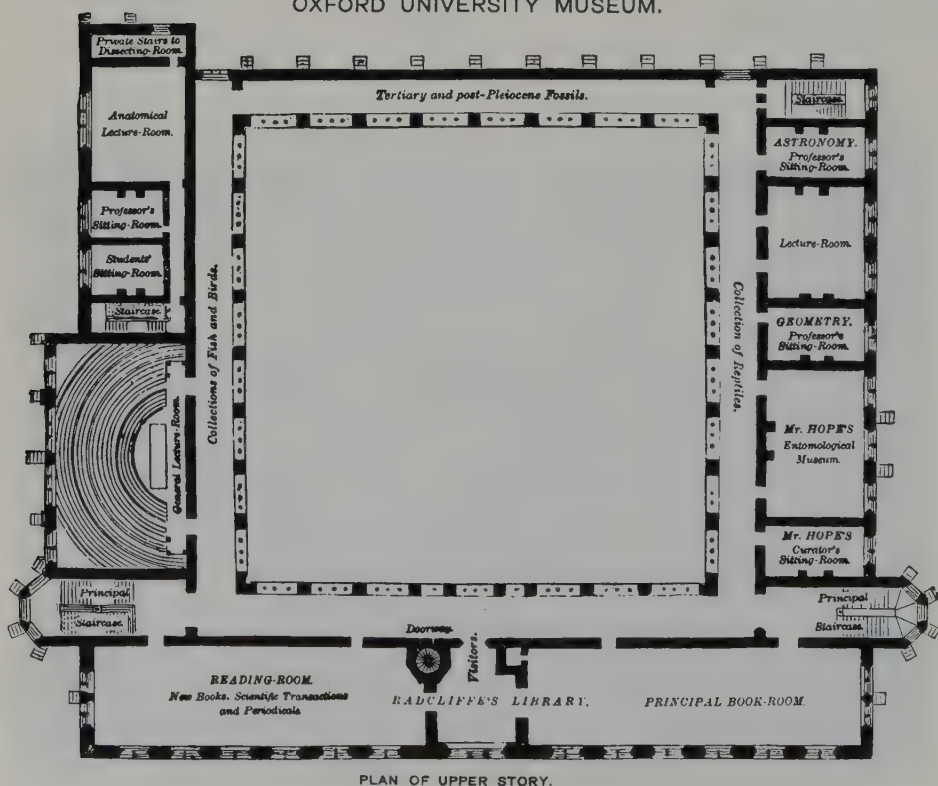 OXFORD UNIVERSITY MUSEUM.
Private Stairs to
Dissecting-Room.
Anatomical
Lecture-Room.
Professor's
Sitting-Room.
Students'
Sitting-Room.
Staircase
General Lecture-Room.
Principal
Staircase.
Collections of Fish and Birds.
Tertiary and post-Pleiocene Fossils.
Collection of Reptiles.
Staircase.
ASTRONOMY.
Professor's
Sitting-Room.
Lecture-Room.
GEOMETRY.
Professor's
Sitting-Room.
Mr. HOPE'S
Entomological
Museum.
Mr. HOPE'S
Curator's
Sitting-Room.
Principal
Staircase.
Doorway.
Visitors.
READING-ROOM.
New Books, Scientific Transactions
and Periodicals.
RADCLIFFE'S LIBRARY.
PRINCIPAL BOOK-ROOM.
PLAN OF UPPER STORY.